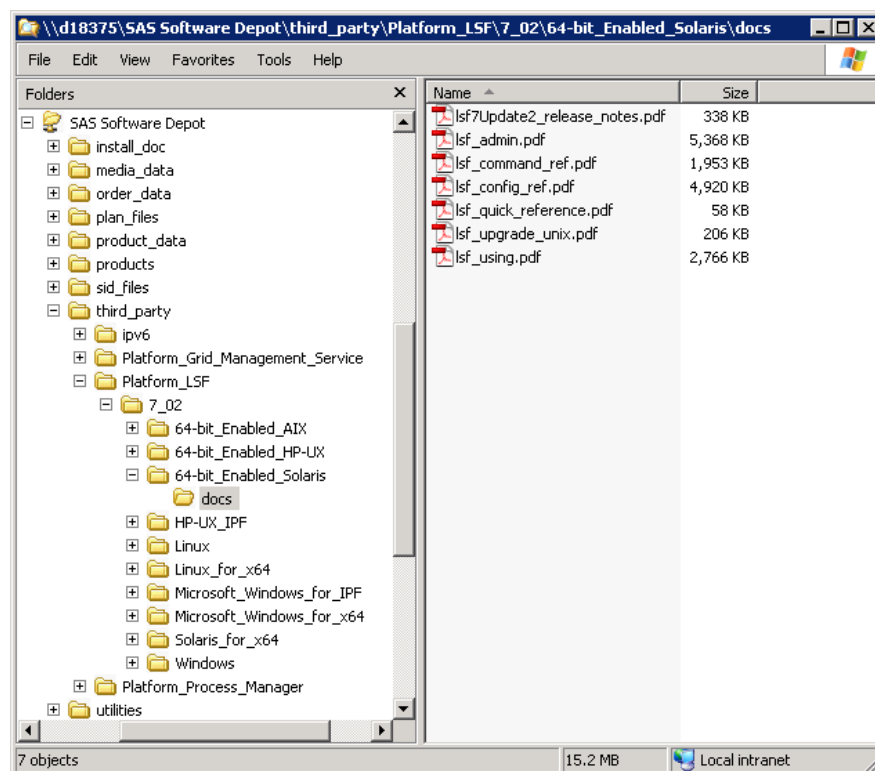 \\d18375\SAS Software Depot\third_party\Platform_LSF\7_02\64-bit_Enabled_Solaris\docs
File Edit View Favorites Tools Help
Folders
SAS Software Depot
install_doc
media_data
order_data
plan_files
product_data
products
sid_files
third_party
ipv6
Platform_Grid_Management_Service
Platform_LSF
7_02
64-bit_Enabled_AIX
64-bit_Enabled_HP-UX
64-bit_Enabled_Solaris
docs
HP-UX_IPF
Linux
Linux_for_x64
Microsoft_Windows_for_IPF
Microsoft_Windows_for_x64
Solaris_for_x64
Windows
Platform_Process_Manager
utilities
Name Size
lsf7Update2_release_notes.pdf 338 KB
lsf_admin.pdf 5,368 KB
lsf_command_ref.pdf 1,953 KB
lsf_config_ref.pdf 4,920 KB
lsf_quick_reference.pdf 58 KB
lsf_upgrade_unix.pdf 206 KB
lsf_using.pdf 2,766 KB
7 objects 15.2 MB Local intranet